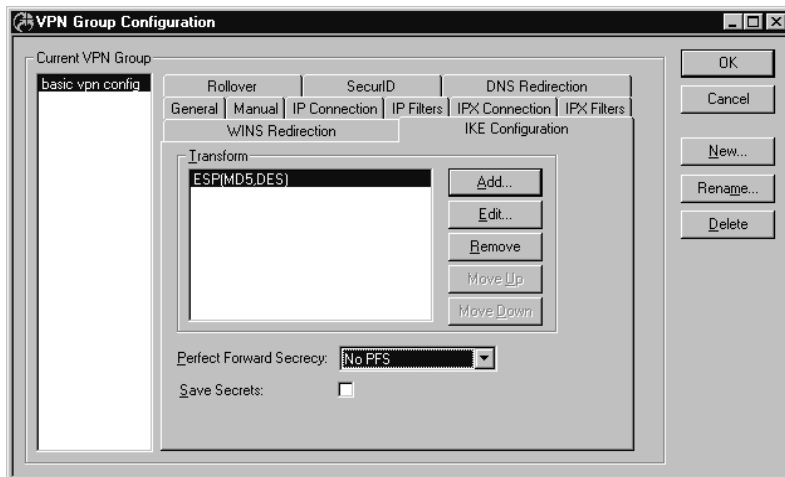 VPN Group Configuration
Current VPN Group
basic vpn config
Rollover SecurID DNS Redirection
General Manual IP Connection IP Filters IPX Connection IPX Filters
WINS Redirection IKE Configuration
Transform
ESP(MD5,DES)
Add...
Edit...
Remove
Move Up
Move Down
Perfect Forward Secrecy: No PFS
Save Secrets:
OK
Cancel
New...
Rename...
Delete